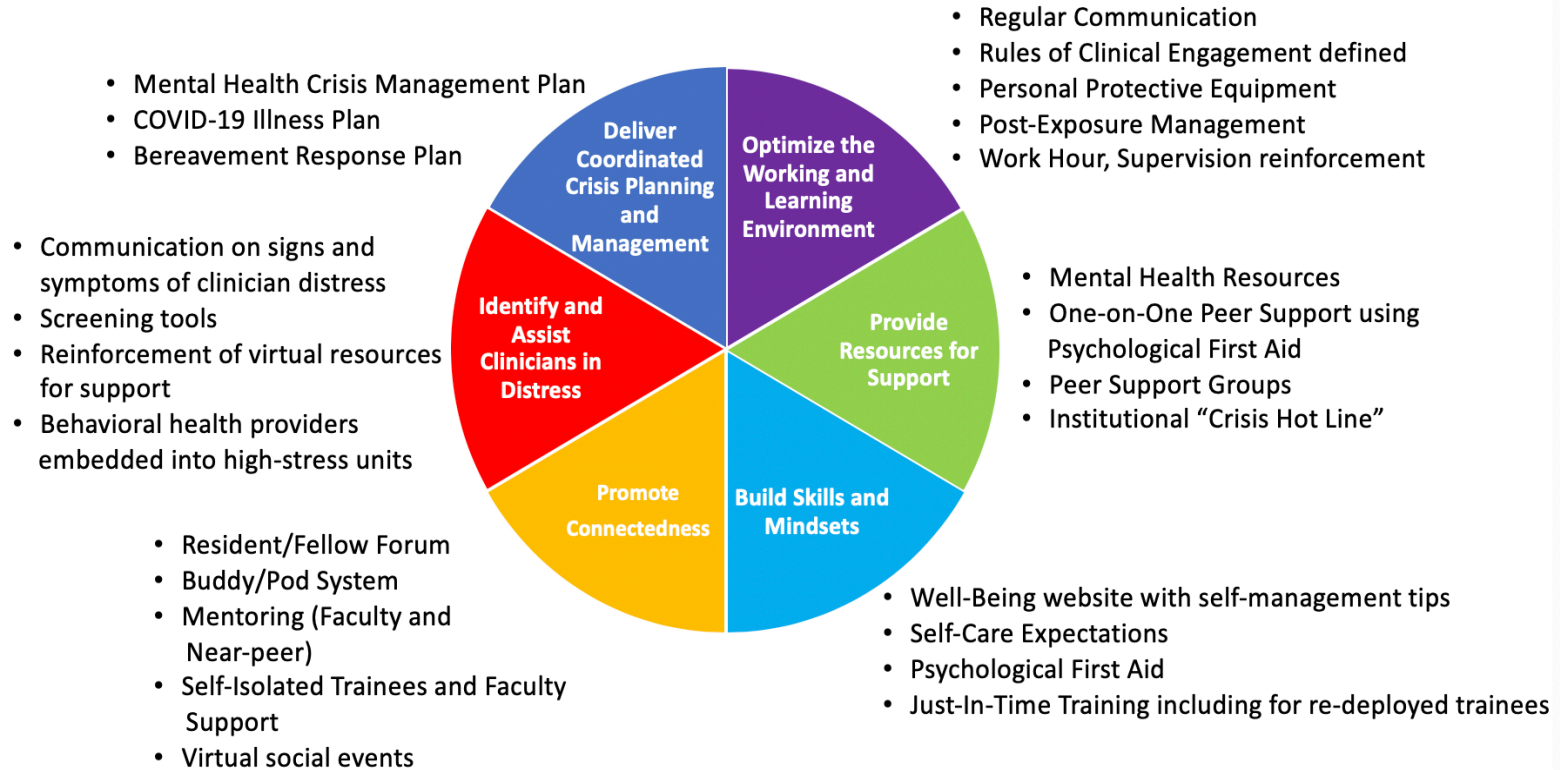 • Mental Health Crisis Management Plan
• COVID-19 Illness Plan
• Bereavement Response Plan
Deliver
Coordinated
Crisis Planning
and
Management
Optimize the
Working and
Learning
Environment
• Regular Communication
• Rules of Clinical Engagement defined
• Personal Protective Equipment
• Post-Exposure Management
• Work Hour, Supervision reinforcement
• Communication on signs and
symptoms of clinician distress
• Screening tools
• Reinforcement of virtual resources
for support
• Behavioral health providers
embedded into high-stress units
Identify and
Assist
Clinicians in
Distress
Provide
Resources for
Support
• Mental Health Resources
• One-on-One Peer Support using
Psychological First Aid
• Peer Support Groups
• Institutional “Crisis Hot Line”
Promote
Connectedness
Build Skills and
Mindsets
• Resident/Fellow Forum
• Buddy/Pod System
• Mentoring (Faculty and
Near-peer)
• Self-Isolated Trainees and Faculty
Support
• Virtual social events
• Well-Being website with self-management tips
• Self-Care Expectations
• Psychological First Aid
• Just-In-Time Training including for re-deployed trainees